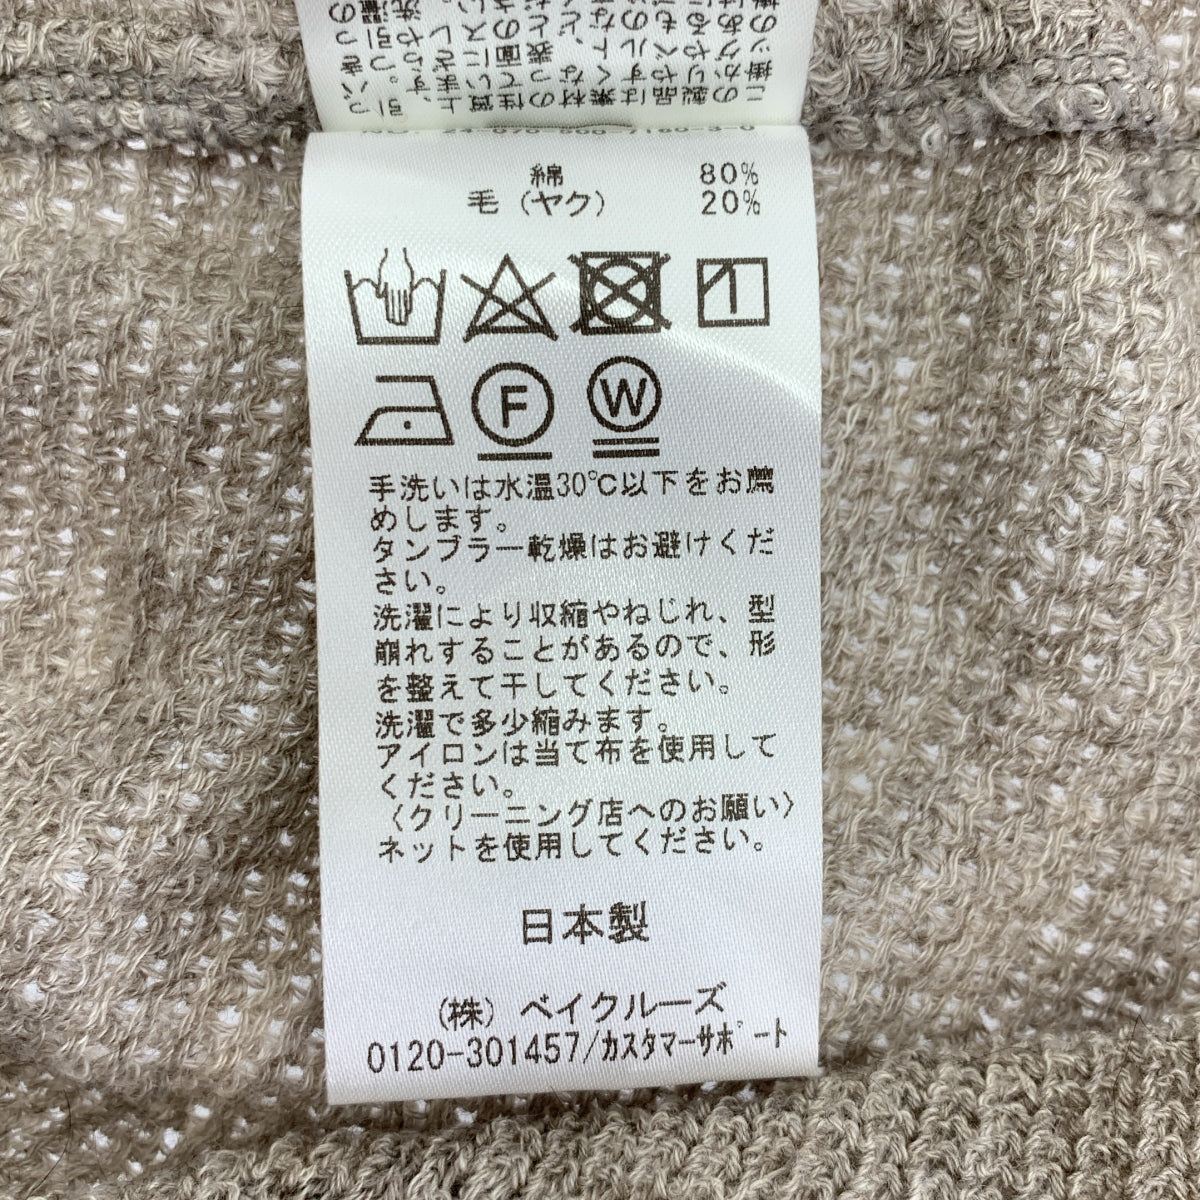 綿 80%
毛（ヤク） 20%
F W
手洗いは水温30℃以下をお薦
めします。
タンブラー乾燥はお避けくだ
さい。
洗濯により収縮やねじれ、型
崩れすることがあるので、形
を整えて干してください。
洗濯で多少縮みます。
アイロンは当て布を使用して
ください。
〈クリーニング店へのお願い〉
ネットを使用してください。
日本製
（株）ベイクルーズ
0120-301457/ｶｽﾀﾏｰｻﾎﾟｰﾄ